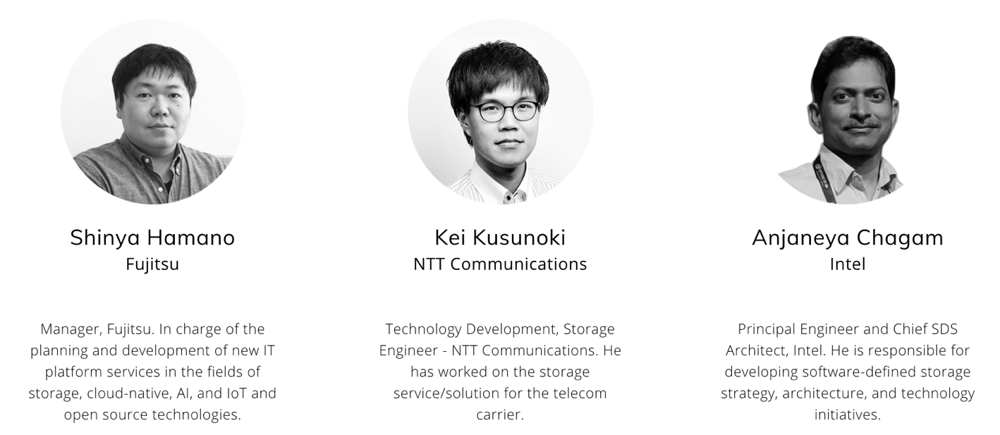 Shinya Hamano
Fujitsu
Manager, Fujitsu. In charge of the
planning and development of new IT
platform services in the fields of
storage, cloud-native, AI, and IoT and
open source technologies.
Kei Kusunoki
NTT Communications
Technology Development, Storage
Engineer - NTT Communications. He
has worked on the storage
service/solution for the telecom
carrier.
Anjaneya Chagam
Intel
Principal Engineer and Chief SDS
Architect, Intel. He is responsible for
developing software-defined storage
strategy, architecture, and technology
initiatives.